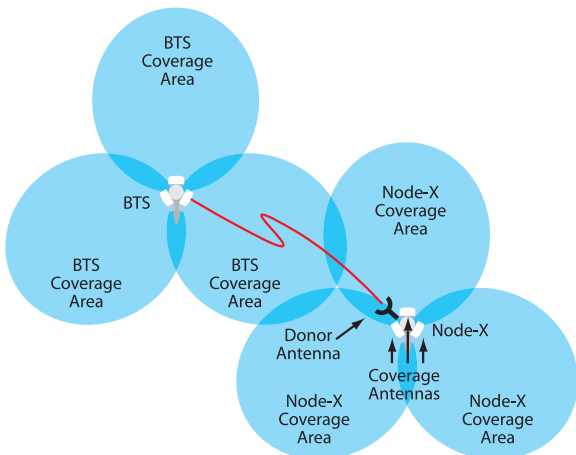 BTS
Coverage
Area
BTS
BTS
Coverage
Area
BTS
Coverage
Area
Node-X
Coverage
Area
Donor
Antenna
Node-X
Coverage
Antennas
Node-X
Coverage
Area
Node-X
Coverage
Area